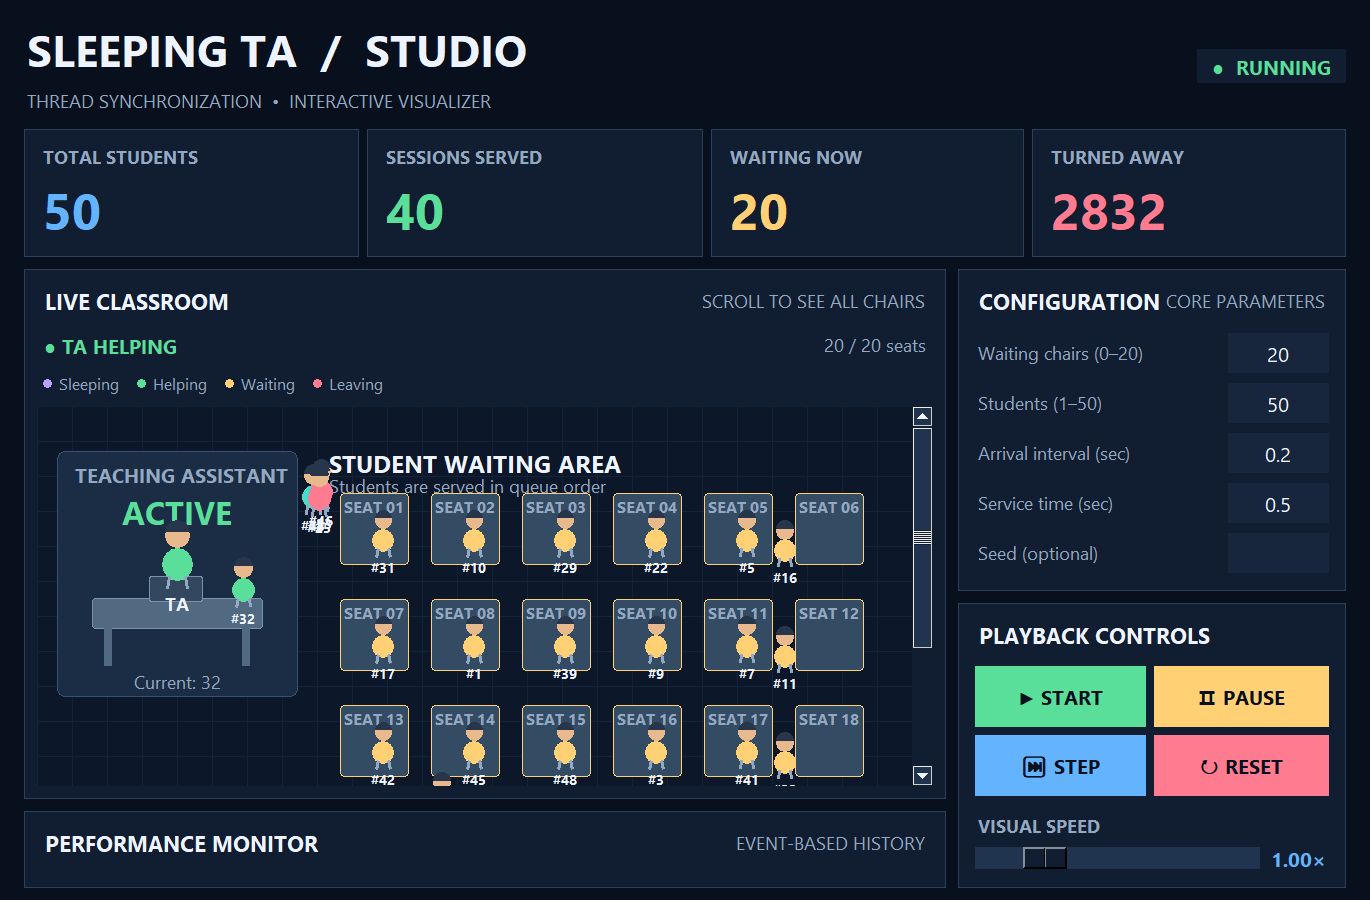 SLEEPING TA / STUDIO
● RUNNING
THREAD SYNCHRONIZATION • INTERACTIVE VISUALIZER
TOTAL STUDENTS
50
SESSIONS SERVED
40
WAITING NOW
20
TURNED AWAY
2832
LIVE CLASSROOM
SCROLL TO SEE ALL CHAIRS
● TA HELPING
20 / 20 seats
Sleeping
Helping
Waiting
Leaving
TEACHING ASSISTANT
ACTIVE
TA
#32
Current: 32
STUDENT WAITING AREA
Students are served in queue order
SEAT 01
SEAT 02
SEAT 03
SEAT 04
SEAT 05
SEAT 06
#31
#10
#29
#22
#5
#16
SEAT 07
SEAT 08
SEAT 09
SEAT 10
SEAT 11
SEAT 12
#17
#1
#39
#9
#7
#11
SEAT 13
SEAT 14
SEAT 15
SEAT 16
SEAT 17
SEAT 18
#42
#45
#48
#3
#41
PERFORMANCE MONITOR
EVENT-BASED HISTORY
CONFIGURATION
CORE PARAMETERS
Waiting chairs (0–20)
20
Students (1–50)
50
Arrival interval (sec)
0.2
Service time (sec)
0.5
Seed (optional)
PLAYBACK CONTROLS
▶ START
⏸ PAUSE
⏭ STEP
↻ RESET
VISUAL SPEED
1.00×